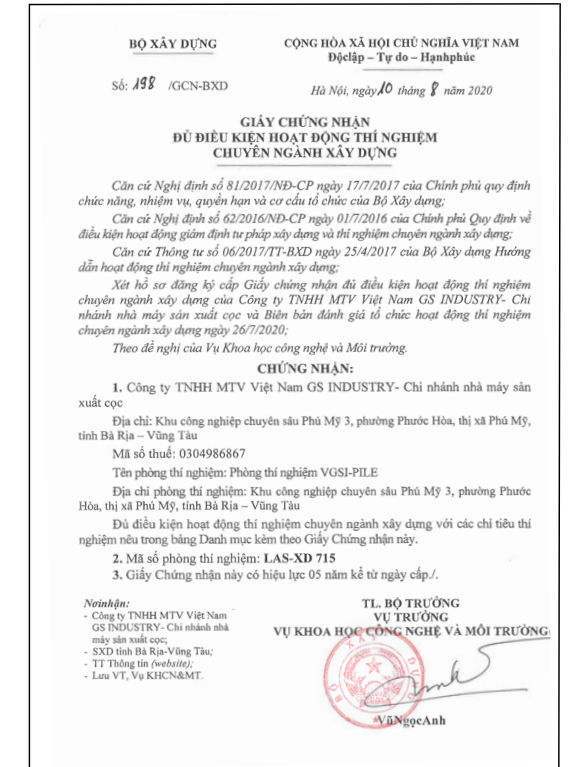 BỘ XÂY DỰNG
CỘNG HÒA XÃ HỘI CHỦ NGHĨA VIỆT NAM
Độclập – Tự do – Hạnhphúc
Số: 198 /GCN-BXD
Hà Nội, ngày 10 tháng 8 năm 2020
GIẤY CHỨNG NHẬN
ĐỦ ĐIỀU KIỆN HOẠT ĐỘNG THÍ NGHIỆM
CHUYÊN NGÀNH XÂY DỰNG
Căn cứ Nghị định số 81/2017/NĐ-CP ngày 17/7/2017 của Chính phủ quy định
chức năng, nhiệm vụ, quyền hạn và cơ cấu tổ chức của Bộ Xây dựng;
Căn cứ Nghị định số 62/2016/NĐ-CP ngày 01/7/2016 của Chính phủ Quy định về
điều kiện hoạt động giám định tư pháp xây dựng và thí nghiệm chuyên ngành xây dựng;
Căn cứ Thông tư số 06/2017/TT-BXD ngày 25/4/2017 của Bộ Xây dựng Hướng
dẫn hoạt động thí nghiệm chuyên ngành xây dựng;
Xét hồ sơ đăng ký cấp Giấy chứng nhận đủ điều kiện hoạt động thí nghiệm
chuyên ngành xây dựng của Công ty TNHH MTV Việt Nam GS INDUSTRY- Chi
nhánh nhà máy sản xuất cọc và Biên bản đánh giá tổ chức hoạt động thí nghiệm
chuyên ngành xây dựng ngày 26/7/2020;
Theo đề nghị của Vụ Khoa học công nghệ và Môi trường.
CHỨNG NHẬN:
1. Công ty TNHH MTV Việt Nam GS INDUSTRY- Chi nhánh nhà máy sản
xuất cọc
Địa chỉ: Khu công nghiệp chuyên sâu Phú Mỹ 3, phường Phước Hòa, thị xã Phú Mỹ,
tỉnh Bà Rịa – Vũng Tàu
Mã số thuế: 0304986867
Tên phòng thí nghiệm: Phòng thí nghiệm VGSI-PILE
Địa chỉ phòng thí nghiệm: Khu công nghiệp chuyên sâu Phú Mỹ 3, phường Phước
Hòa, thị xã Phú Mỹ, tỉnh Bà Rịa – Vũng Tàu
Đủ điều kiện hoạt động thí nghiệm chuyên ngành xây dựng với các chỉ tiêu thí
nghiệm nêu trong bảng Danh mục kèm theo Giấy Chứng nhận này.
2. Mã số phòng thí nghiệm: LAS-XD 715
3. Giấy Chứng nhận này có hiệu lực 05 năm kể từ ngày cấp./.
Nơinhận:
- Công ty TNHH MTV Việt Nam
GS INDUSTRY- Chi nhánh nhà
máy sản xuất cọc;
- SXD tỉnh Bà Rịa-Vũng Tàu;
- TT Thông tin (website);
- Lưu VT, Vụ KHCN&MT.
TL. BỘ TRƯỞNG
VỤ TRƯỞNG
VỤ KHOA HỌC CÔNG NGHỆ VÀ MÔI TRƯỜNG
BỘ XÂY DỰNG
VũNgọcAnh